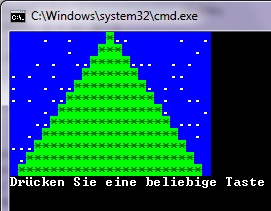 C:\Windows\system32\cmd.exe
Drücken Sie eine beliebige Taste